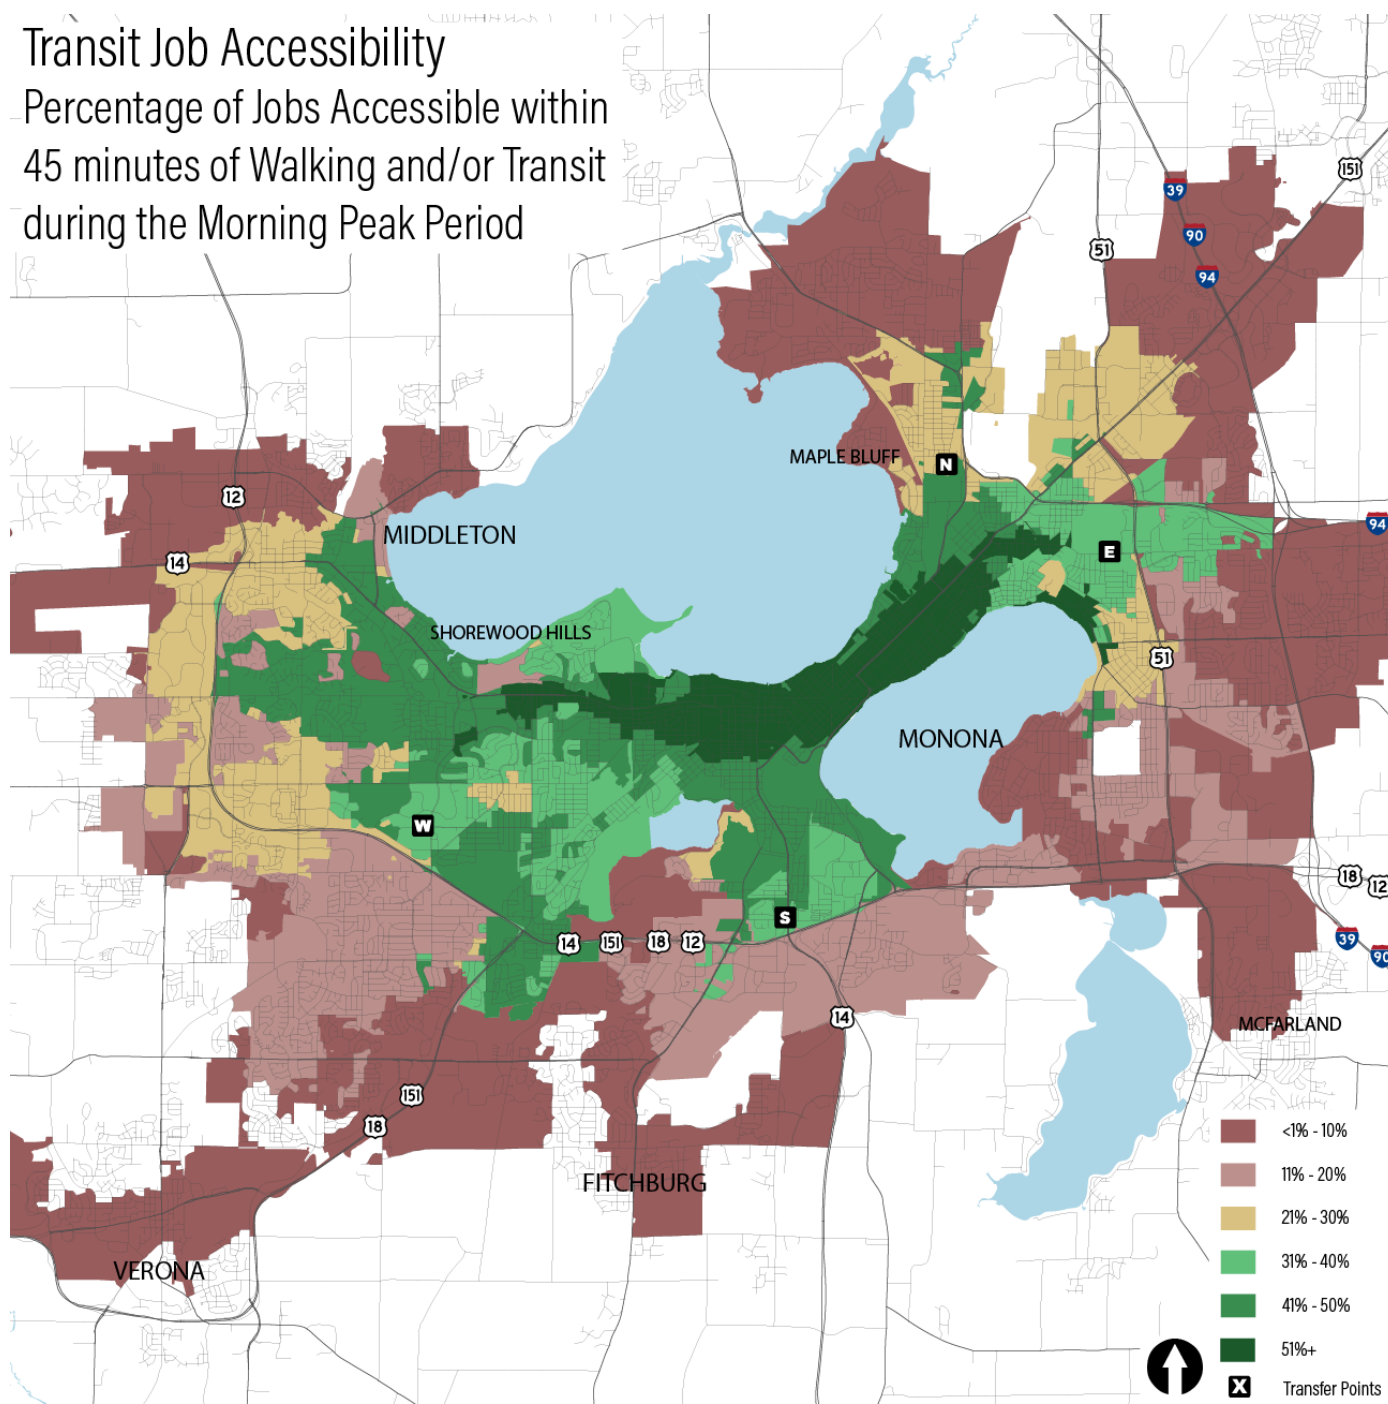 Transit Job Accessibility
Percentage of Jobs Accessible within
45 minutes of Walking and/or Transit
during the Morning Peak Period
151
39
90
51
94
MAPLE BLUFF
N
12
94
MIDDLETON
E
14
SHOREWOOD HILLS
51
MONONA
W
18
12
S
14
151
18
12
39
90
14
MCFARLAND
151
18
<1% - 10%
11% - 20%
FITCHBURG
21% - 30%
31% - 40%
VERONA
41% - 50%
51%+
X
Transfer Points